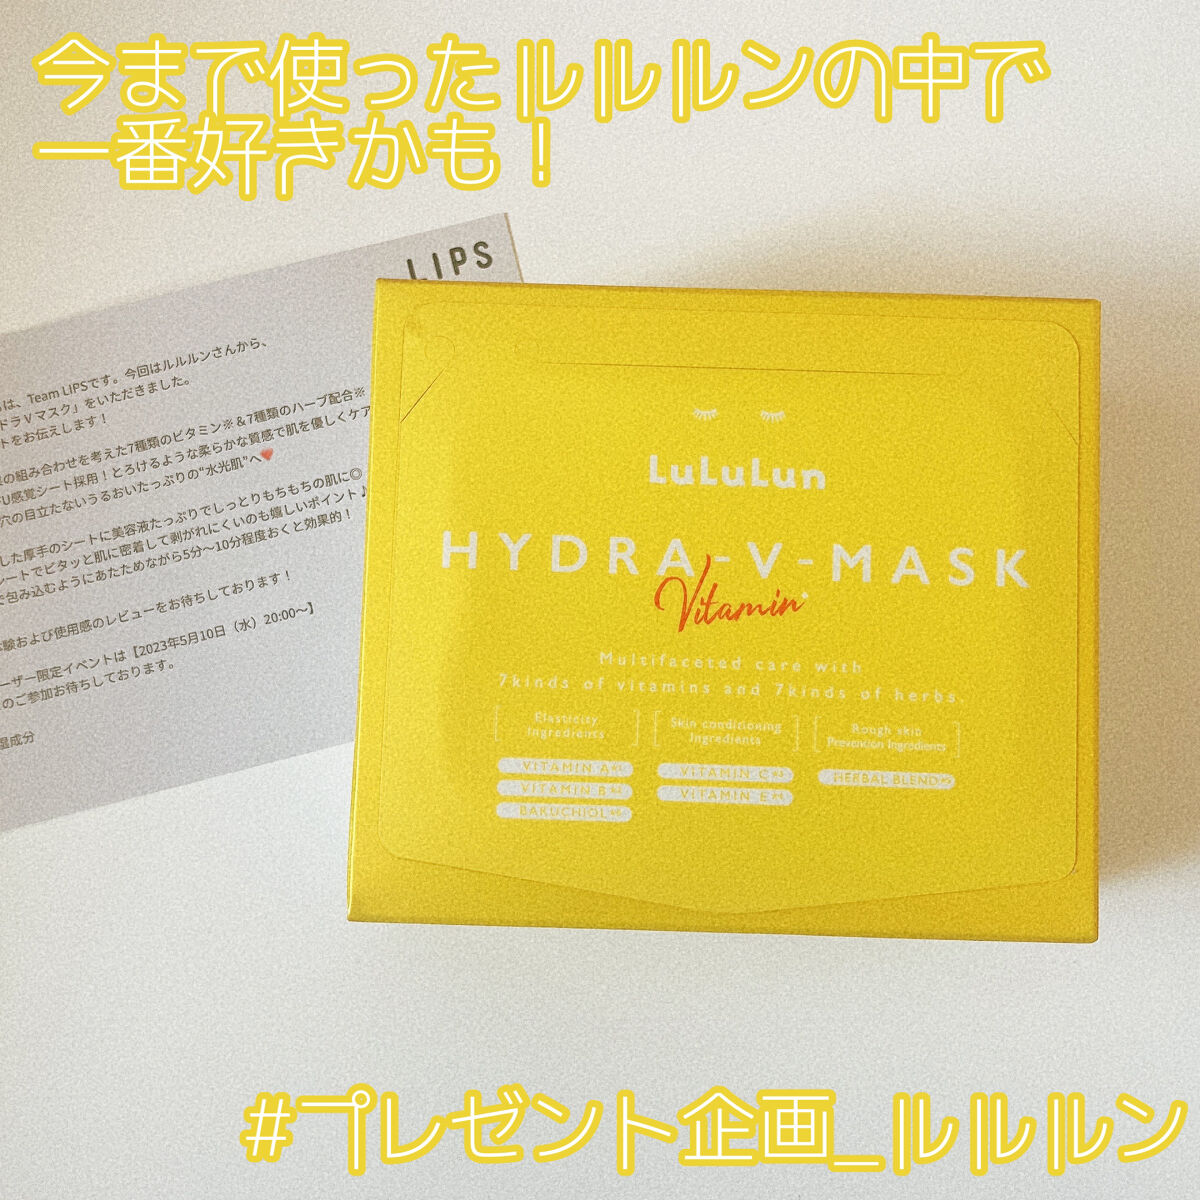 今まで使ったルルルンの中で
一番好きかも！
LIPS
は、Team LIPSです。今回はルルルンさんから、
ドラVマスク」をいただきました。
トをお伝えします！
の組み合わせを考えた7種類のビタミン※＆7種類のハーブ配合※
U感覚シート採用！とろけるような柔らかな質感で肌を優しくケア
穴の目立たないうるおいたっぷりの“水光肌”へ❤
した厚手のシートに美容液たっぷりでしっとりもちもちの肌に◎
シートでピタッと肌に密着して剥がれにくいのも嬉しいポイント♪
で包み込むようにあたためながら5分〜10分程度おくと効果的！
験および使用感のレビューをお待ちしております！
ーザー限定イベントは【2023年5月10日（水）20:00〜】
のご参加お待ちしております。
湿成分
LuLuLun
HYDRA-V-MASK
Vitamin
Multifaceted care with
7kinds of vitamins and 7kinds of herbs.
Elasticity
Ingredients
Skin conditioning
Ingredients
Rough skin
Prevention Ingredients
VITAMIN A
VITAMIN B
BAKUCHIOL
VITAMIN C
VITAMIN E
HERBAL BLEND
#プレゼント企画_ルルルン